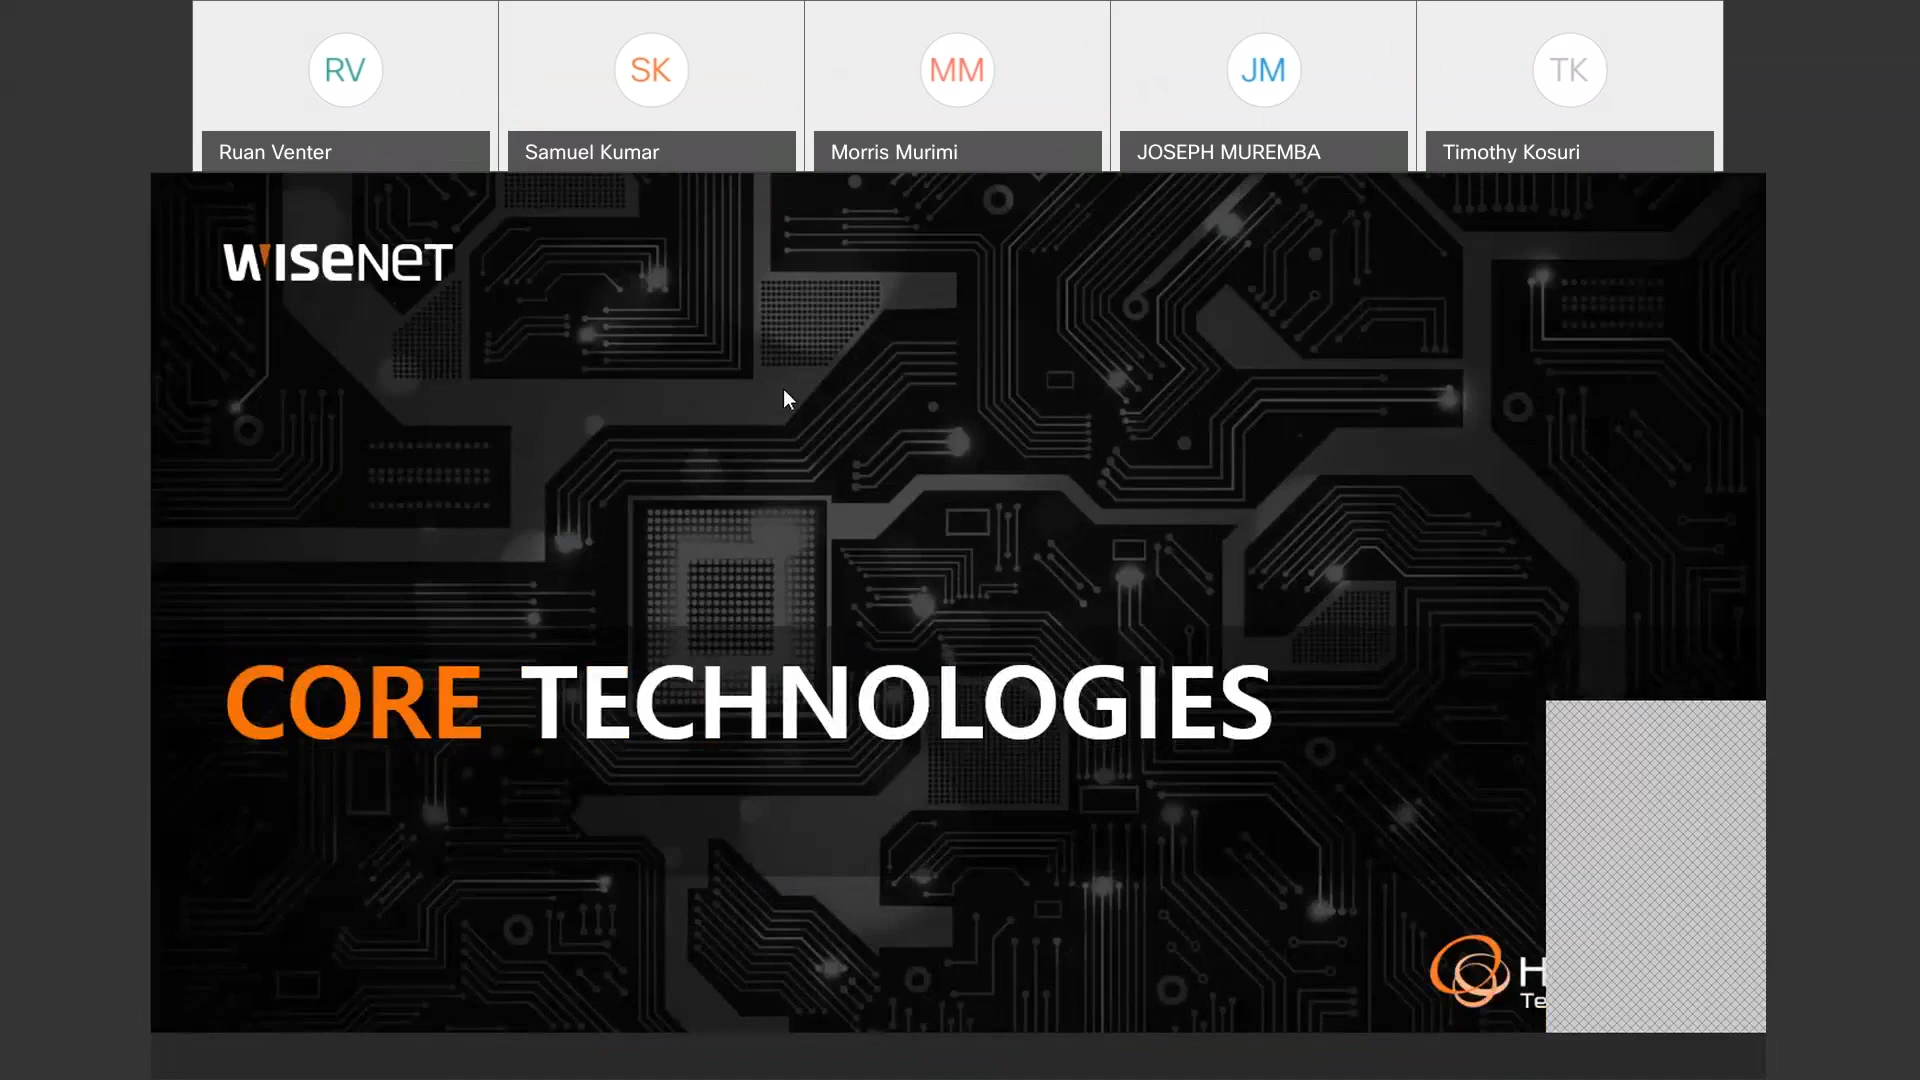 RV
SK
MM
JM
TK
Ruan Venter
Samuel Kumar
Morris Murimi
JOSEPH MUREMBA
Timothy Kosuri
WISENET
CORE TECHNOLOGIES